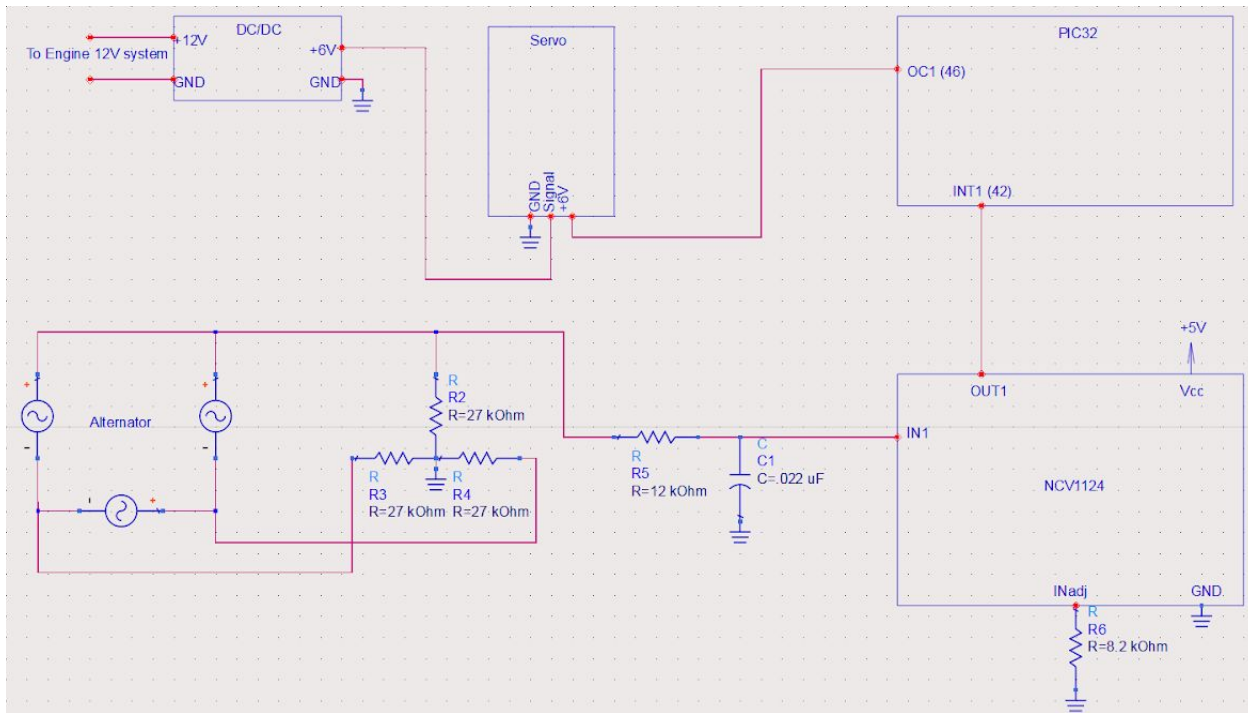 DC/DC
+12V
To Engine 12V system
+6V
GND
GND
Servo
GND
Signal
+6V
PIC32
OC1 (46)
INT1 (42)
+5V
OUT1
Vcc
IN1
NCV1124
INadj
GND
R
R6
R=8.2 kOhm
+
+
Alternator
-
-
-
+
R
R2
R=27 kOhm
R
R3
R=27 kOhm
R
R4
R=27 kOhm
R
R5
R=12 kOhm
C
C1
C=.022 uF